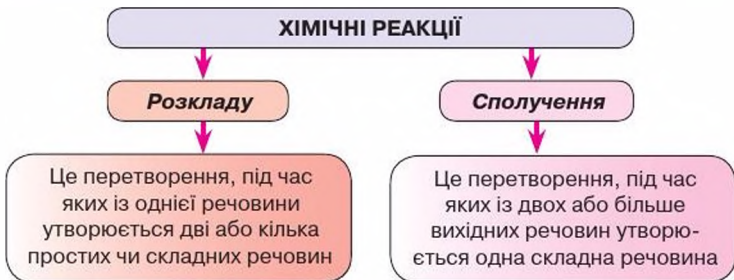 ХІМІЧНІ РЕАКЦІЇ
Розкладу
Сполучення
Це перетворення, під час
яких із однієї речовини
утворюється дві або кілька
простих чи складних речовин
Це перетворення, під час
яких із двох або більше
вихідних речовин утворю-
ється одна складна речовина